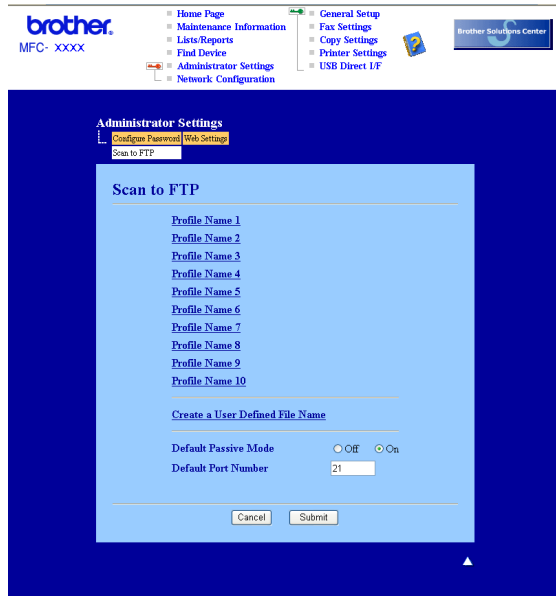 brother.
MFC- XXXX
Home Page
Maintenance Information
Lists/Reports
Find Device
Administrator Settings
Network Configuration
General Setup
Fax Settings
Copy Settings
Printer Settings
USB Direct I/F
Brother Solutions Center
Administrator Settings
Configure Password Web Settings
Scan to FTP
Scan to FTP
Profile Name 1
Profile Name 2
Profile Name 3
Profile Name 4
Profile Name 5
Profile Name 6
Profile Name 7
Profile Name 8
Profile Name 9
Profile Name 10
Create a User Defined File Name
Default Passive Mode Off On
Default Port Number 21
Cancel Submit